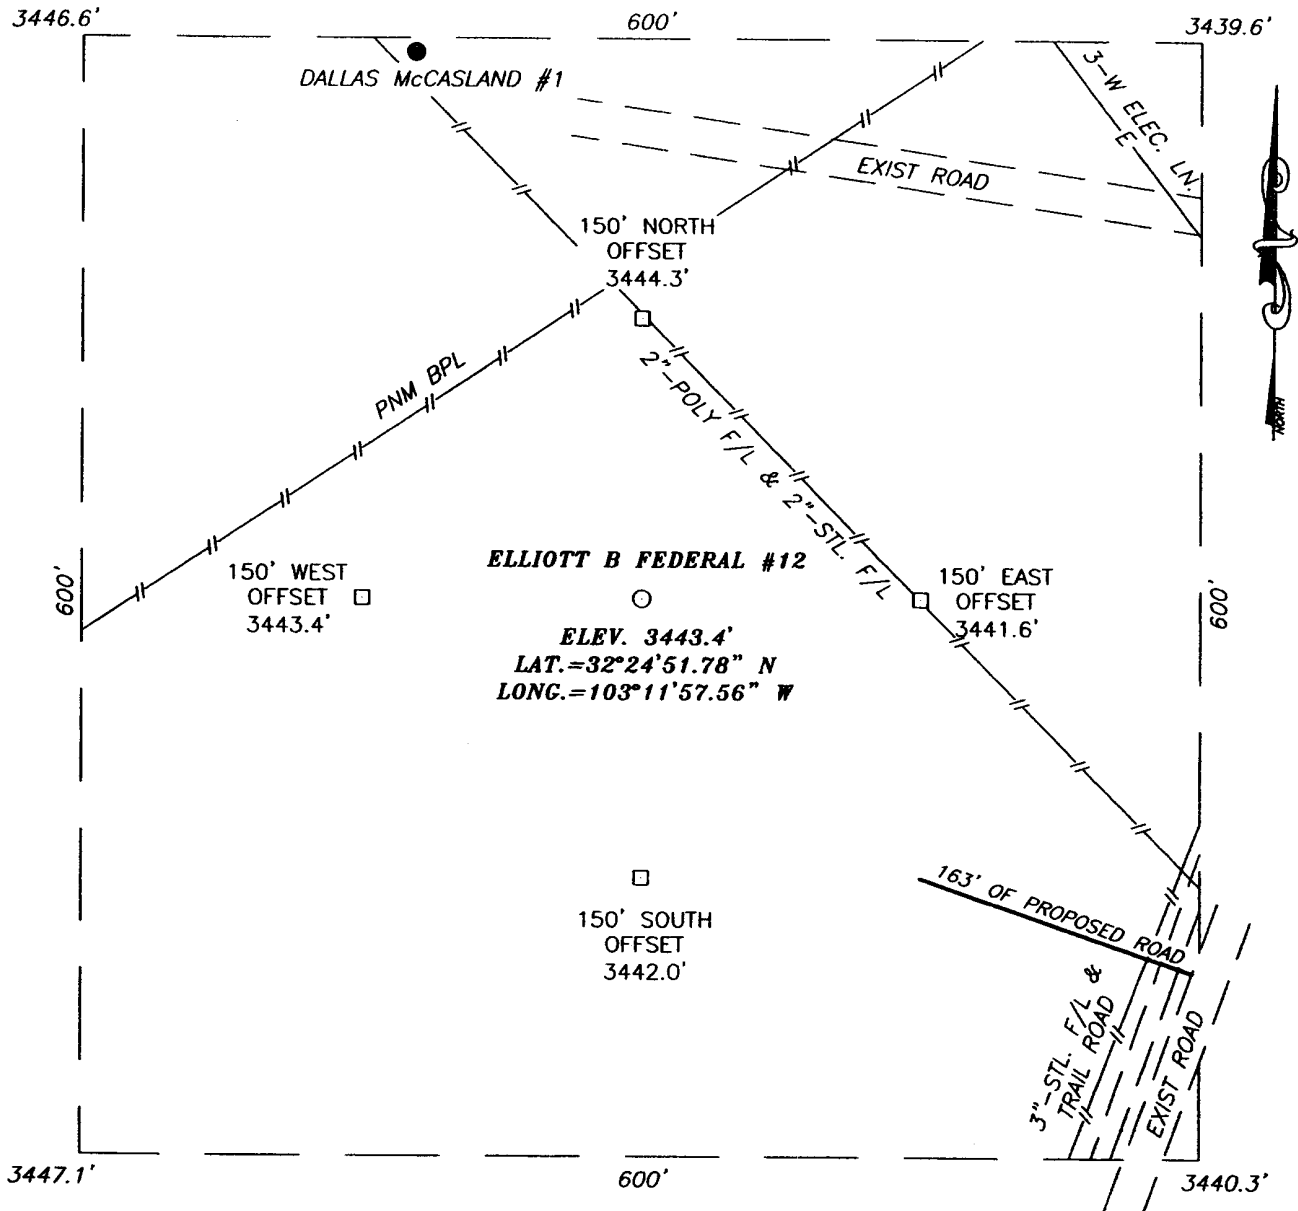 3446.6'
600'
3439.6'
DALLAS McCASLAND #1
3-W ELEC. LN.
E
EXIST ROAD
150' NORTH
OFFSET
3444.3'
NORTH
PNM BPL
2"-POLY F/L & 2"-STL. F/L
600'
150' WEST
OFFSET
3443.4'
ELLIOTT B FEDERAL #12
ELEV. 3443.4'
LAT.=32°24'51.78" N
LONG.=103°11'57.56" W
150' EAST
OFFSET
3441.6'
600'
150' SOUTH
OFFSET
3442.0'
163' OF PROPOSED ROAD
3"-STL. F/L &
TRAIL ROAD
EXIST ROAD
3447.1'
600'
3440.3'